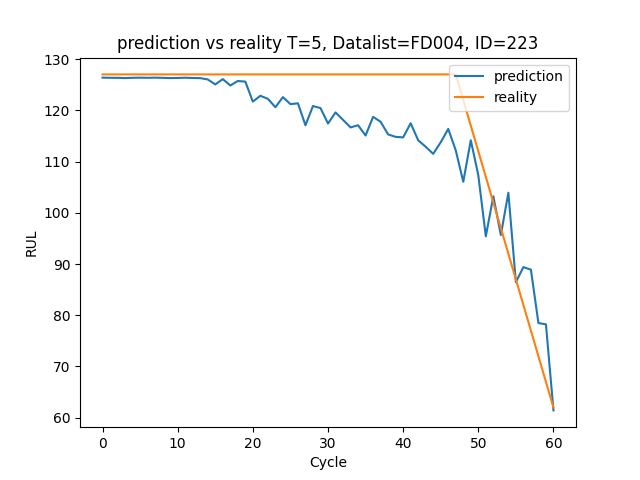 prediction vs reality T=5, Datalist=FD004, ID=223
prediction
reality
RUL
130
120
110
100
90
80
70
60
0 10 20 30 40 50 60
Cycle